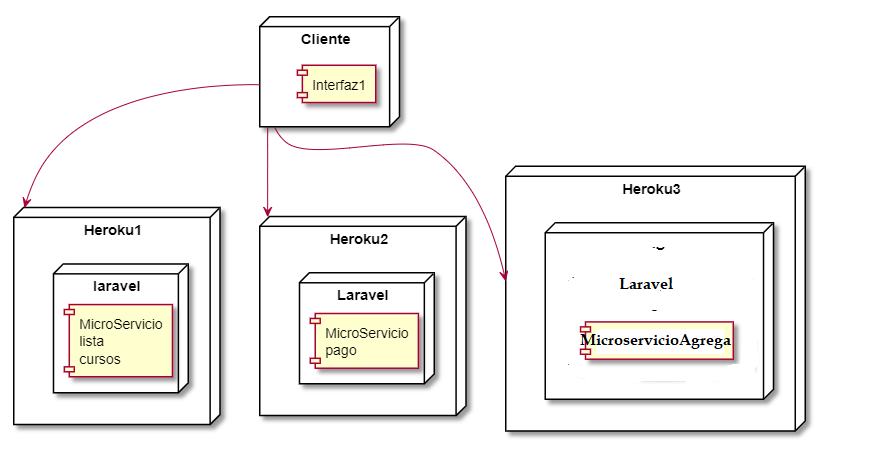 Cliente
Interfaz1
Heroku1
laravel
MicroServicio
lista
cursos
Heroku2
Laravel
MicroServicio
pago
Heroku3
Laravel
MicroservicioAgrega